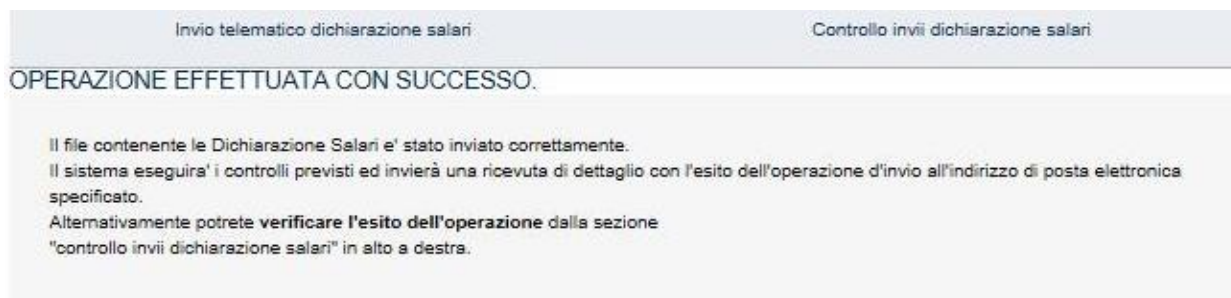 Invio telematico dichiarazione salari
Controllo invii dichiarazione salari
OPERAZIONE EFFETTUATA CON SUCCESSO.
Il file contenente le Dichiarazione Salari e' stato inviato correttamente.
Il sistema eseguira' i controlli previsti ed invierà una ricevuta di dettaglio con l'esito dell'operazione d'invio all'indirizzo di posta elettronica
specificato.
Alternativamente potrete verificare l'esito dell'operazione dalla sezione
"controllo invii dichiarazione salari" in alto a destra.